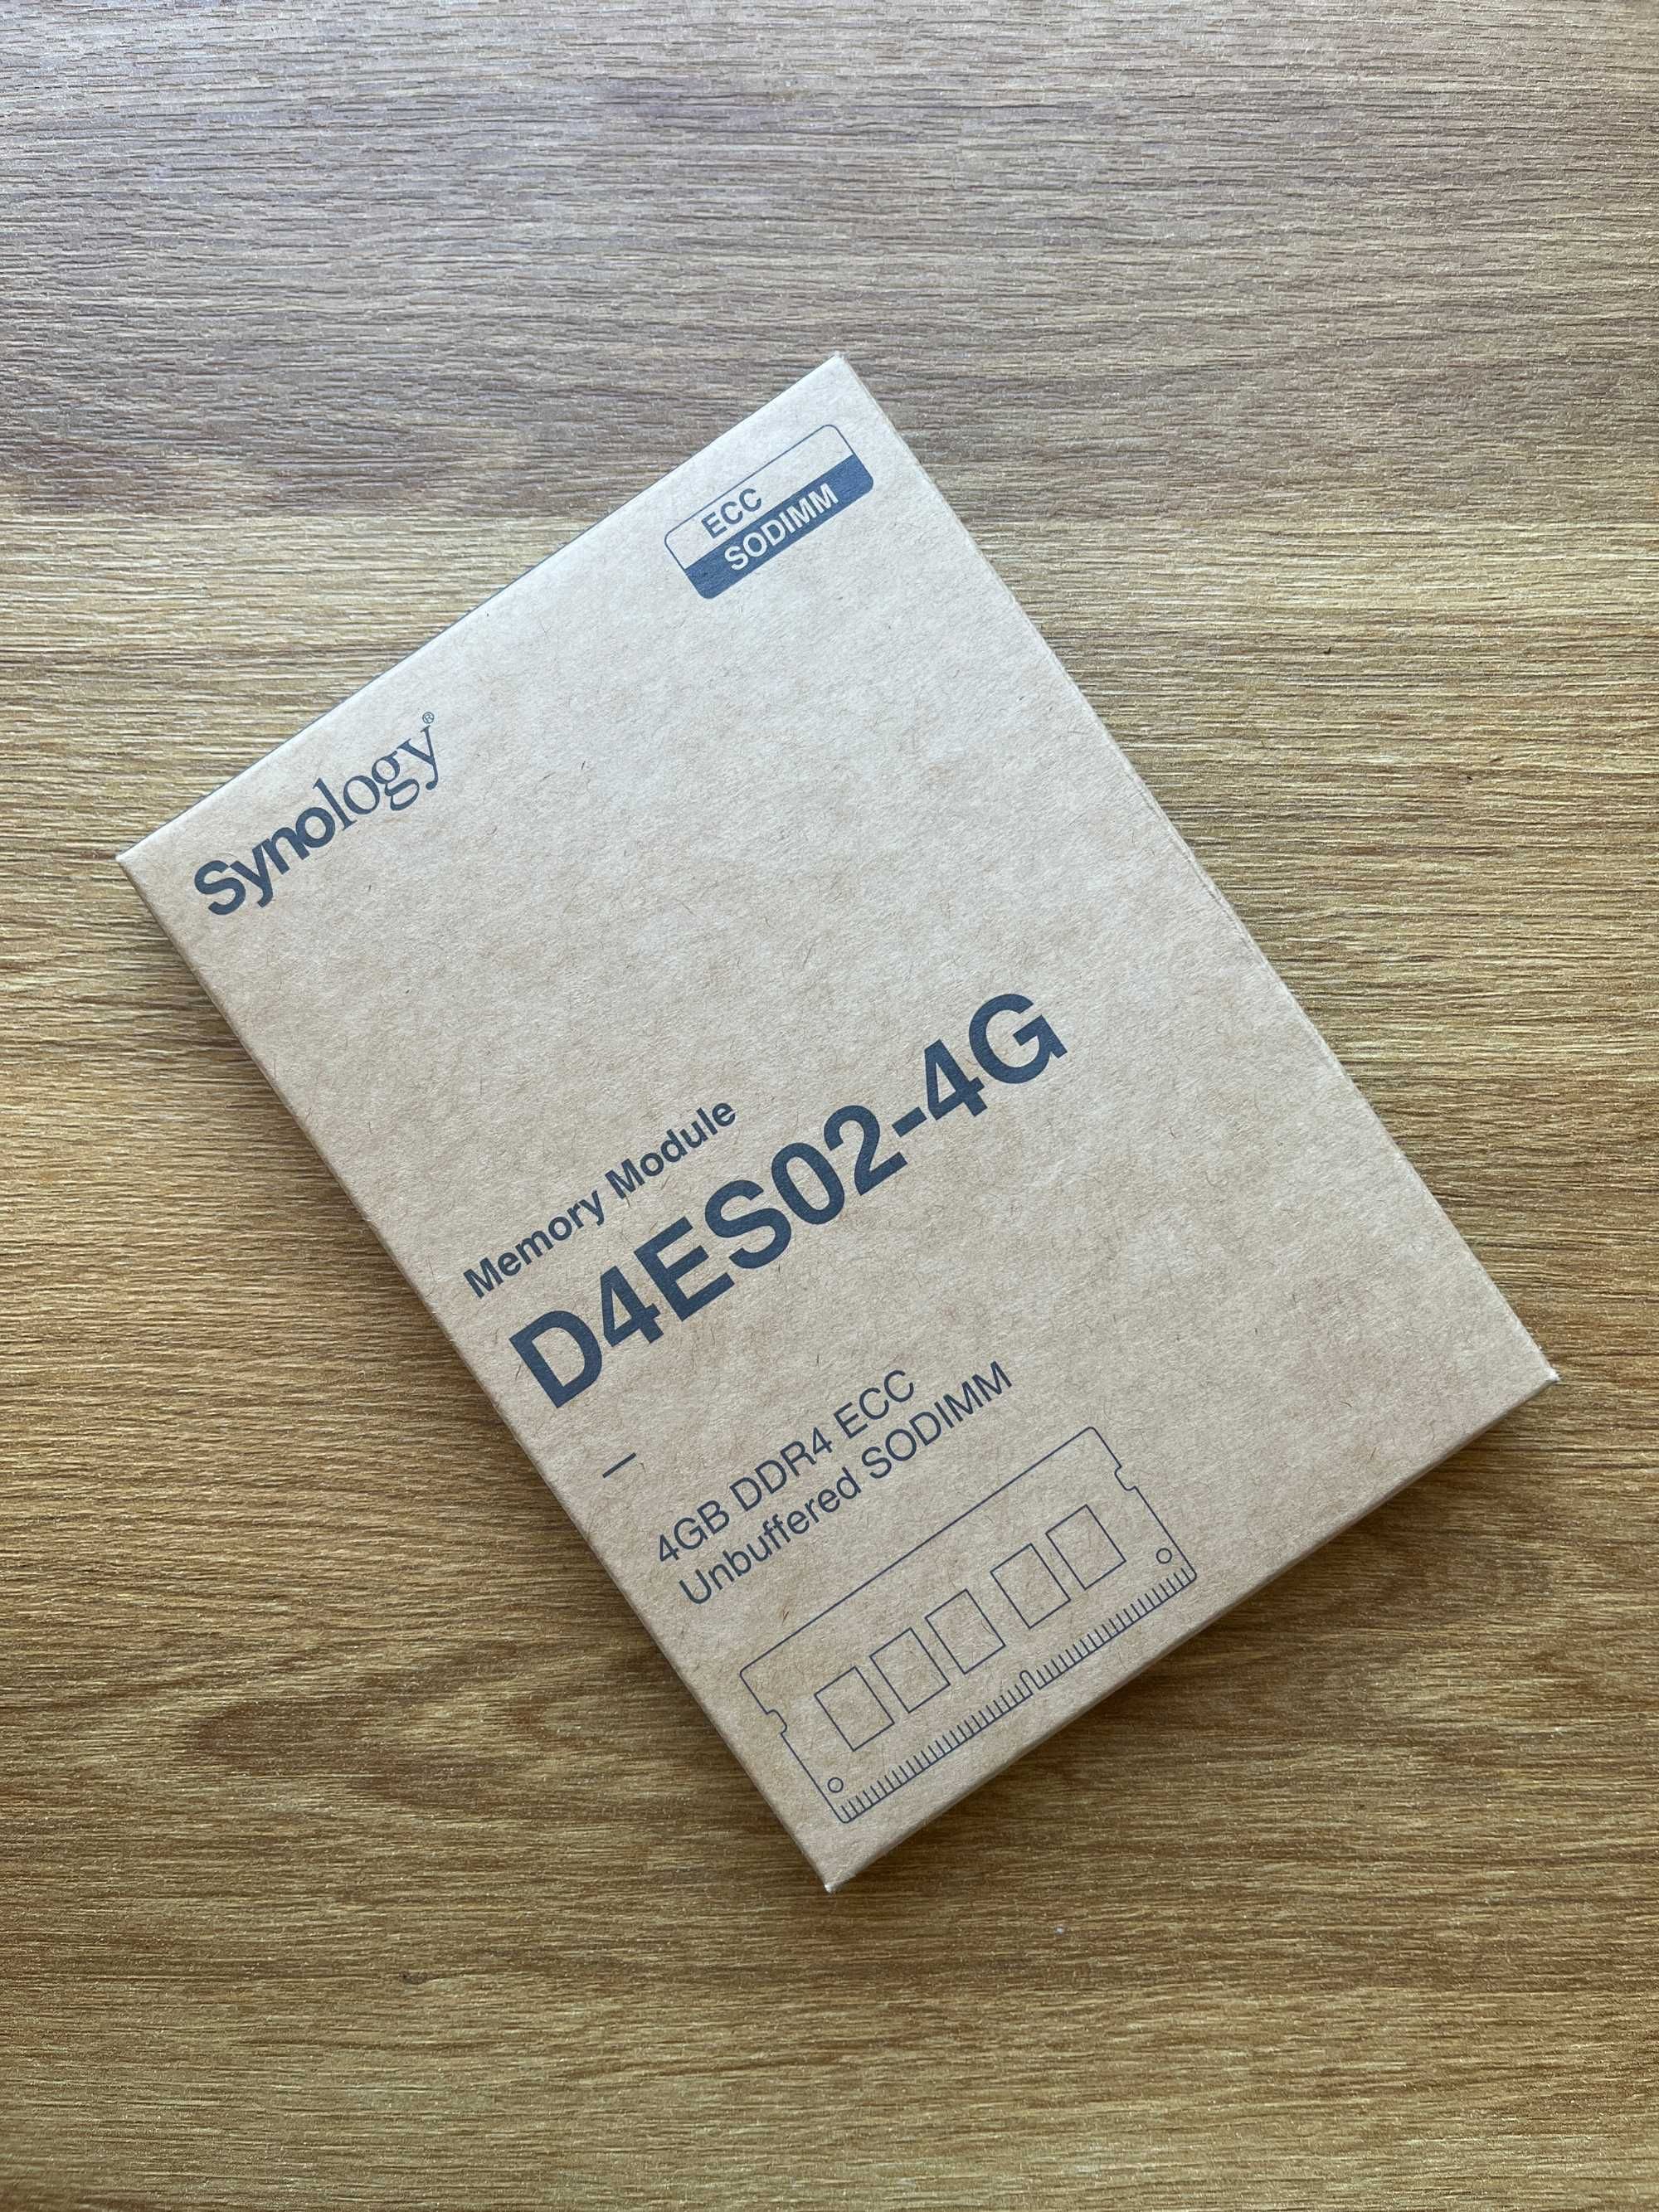 Synology®
ECC
SODIMM
Memory Module
D4ES02-4G
4GB DDR4 ECC
Unbuffered SODIMM